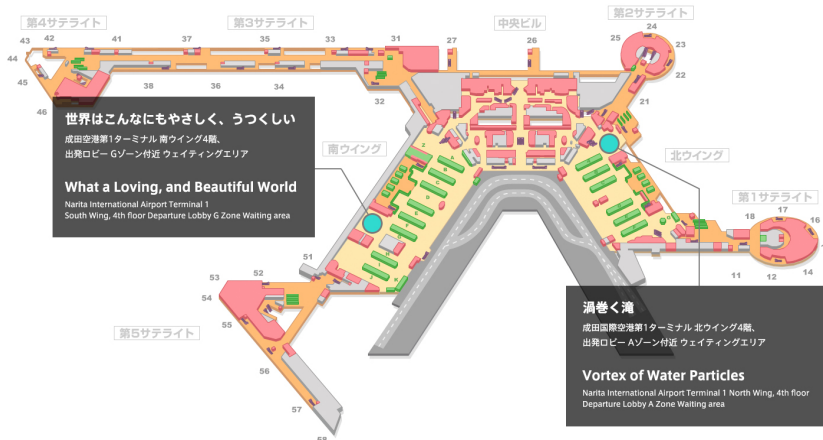 第4サテライト
第3サテライト
中央ビル
第2サテライト
43
42
41
37
35
33
31
27
26
25
24
23
22
21
44
45
46
38
36
34
32
世界はこんなにもやさしく、うつくしい
成田空港第1ターミナル 南ウイング4階、
出発ロビー Gゾーン付近 ウェイティングエリア
What a Loving, and Beautiful World
Narita International Airport Terminal 1
South Wing, 4th floor Departure Lobby G Zone Waiting area
南ウイング
北ウイング
Z
A
B
C
D
E
F
G
H
I
J
K
第1サテライト
18
17
16
11
12
14
51
52
53
54
55
56
57
58
第5サテライト
渦巻く滝
成田国際空港第1ターミナル 北ウイング4階、
出発ロビー Aゾーン付近 ウェイティングエリア
Vortex of Water Particles
Narita International Airport Terminal 1 North Wing, 4th floor
Departure Lobby A Zone Waiting area